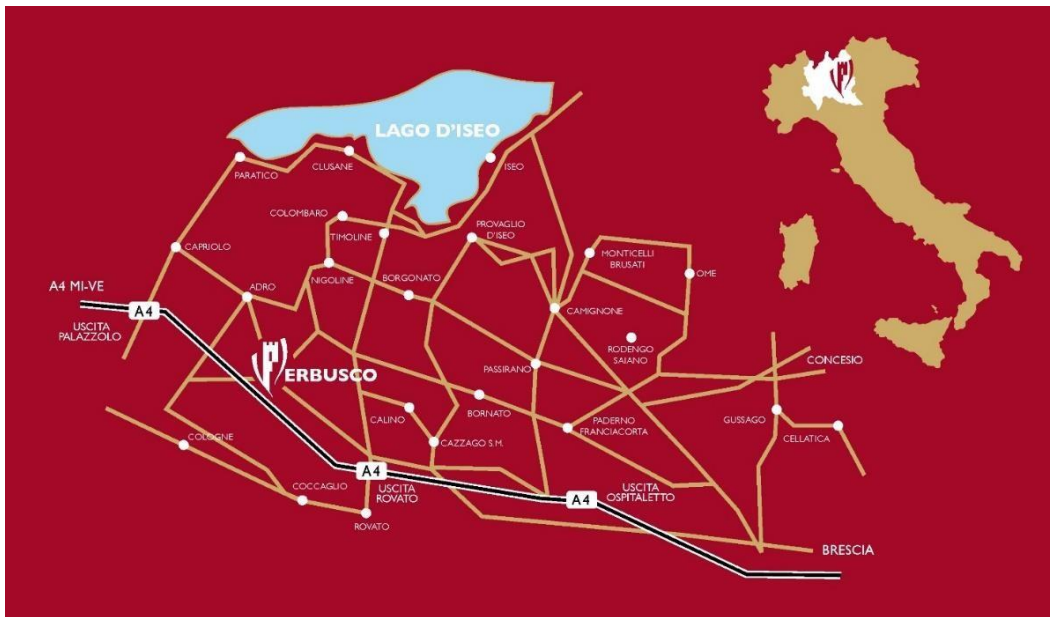 LAGO D'ISEO
CLUSANE
ISEO
PARATICO
COLOMBARO
PROVAGLIO
D'ISEO
TIMOLINE
CAPRIOLO
MONTICELLI
BRUSATI
OME
NIGOLINE
BORGONATO
A4 MI-VE
ADRO
A4
USCITA
PALAZZOLO
CAMIGNONE
RODENGO
SAIANO
CONCESIO
ERBUSCO
PASSIRANO
CALINO
BORNATO
PADERNO
FRANCIACORTA
GUSSAGO
CELLATICA
COLOGNE
CAZZAGO S.M.
A4
USCITA
ROVATO
COCCAGLIO
ROVATO
A4
USCITA
OSPITALETTO
BRESCIA